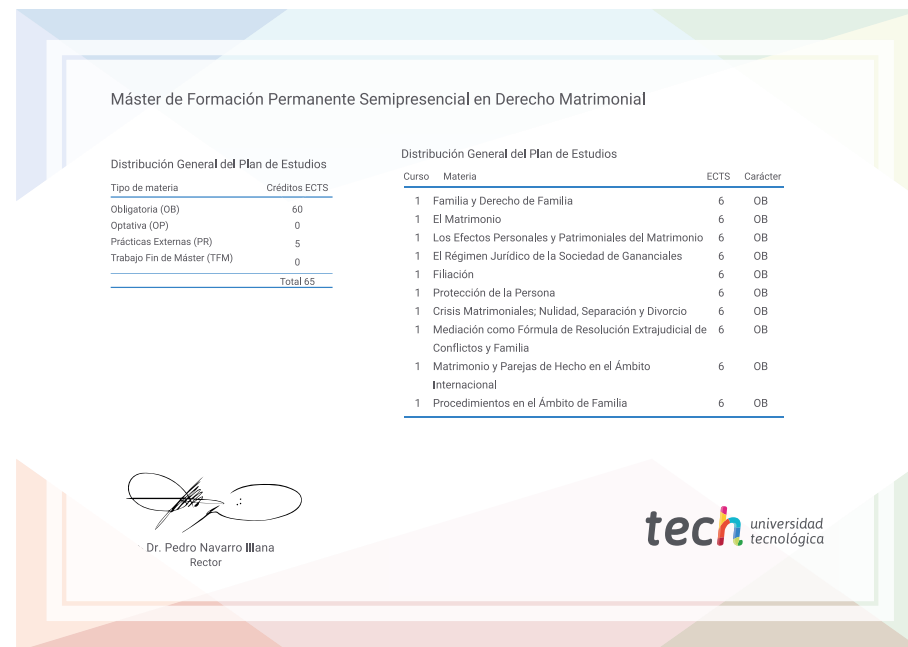 Máster de Formación Permanente Semipresencial en Derecho Matrimonial
Distribución General del Plan de Estudios
Tipo de materia Créditos ECTS
Obligatoria (OB) 60
Optativa (OP) 0
Prácticas Externas (PR) 5
Trabajo Fin de Máster (TFM) 0
Total 65
Distribución General del Plan de Estudios
Curso Materia ECTS Carácter
1 Familia y Derecho de Familia 6 OB
1 El Matrimonio 6 OB
1 Los Efectos Personales y Patrimoniales del Matrimonio 6 OB
1 El Régimen Jurídico de la Sociedad de Gananciales 6 OB
1 Filiación 6 OB
1 Protección de la Persona 6 OB
1 Crisis Matrimoniales; Nulidad, Separación y Divorcio 6 OB
1 Mediación como Fórmula de Resolución Extrajudicial de 6 OB
Conflictos y Familia
1 Matrimonio y Parejas de Hecho en el Ámbito 6 OB
Internacional
1 Procedimientos en el Ámbito de Familia 6 OB
Dr. Pedro Navarro Illana
Rector
tech universidad
tecnológica